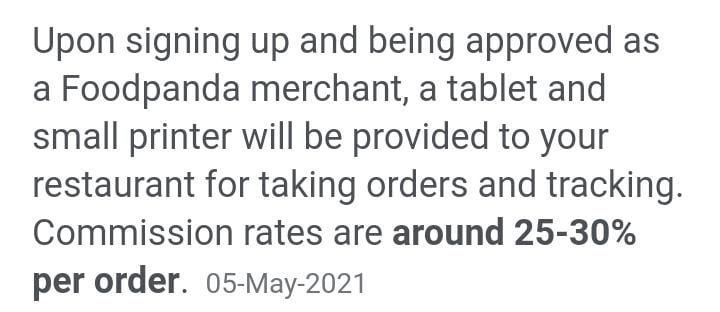 Upon signing up and being approved as
a Foodpanda merchant, a tablet and
small printer will be provided to your
restaurant for taking orders and tracking.
Commission rates are around 25-30%
per order. 05-May-2021